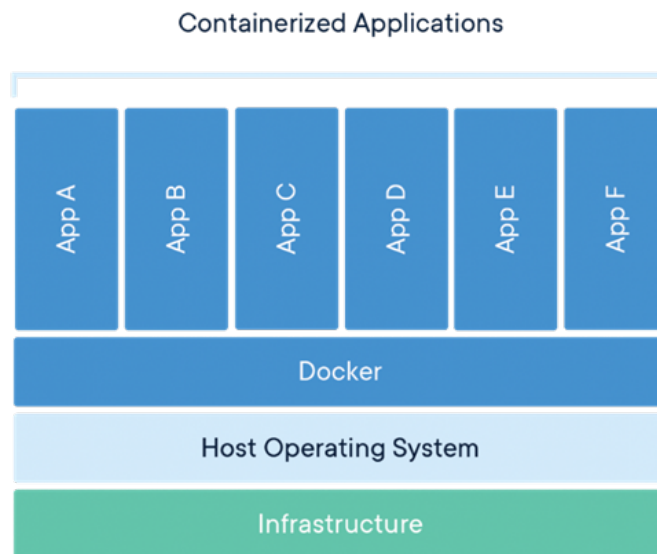 Containerized Applications
App A
App B
App C
App D
App E
App F
Docker
Host Operating System
Infrastructure